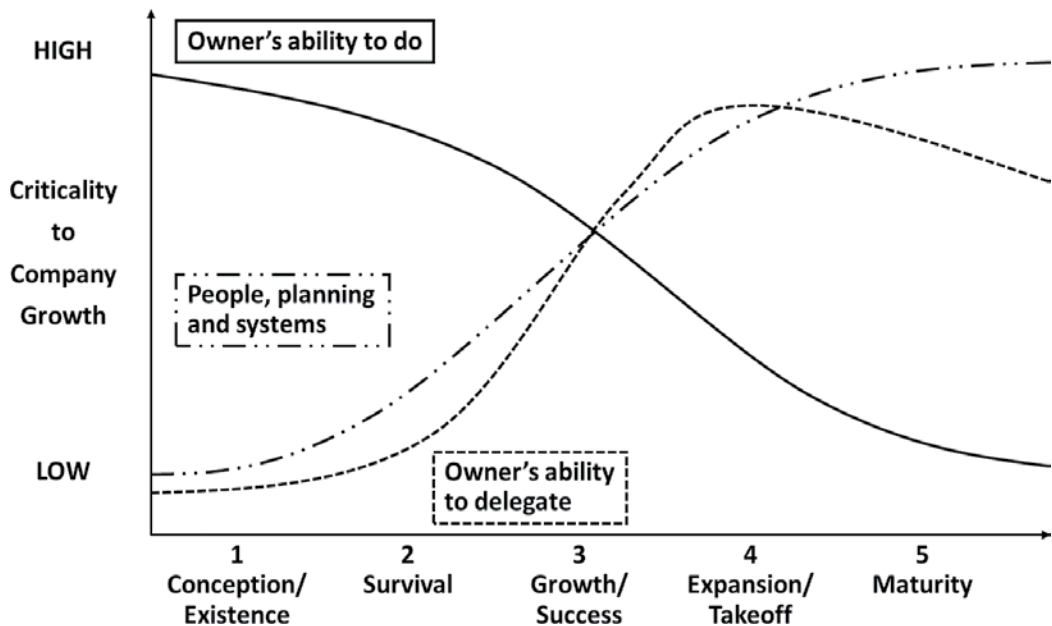 HIGH
Owner’s ability to do
Criticality
to
Company
Growth
People, planning
and systems
LOW
Owner’s ability
to delegate
1
Conception/
Existence
2
Survival
3
Growth/
Success
4
Expansion/
Takeoff
5
Maturity